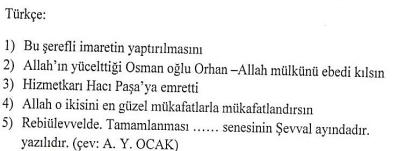 Türkçe:
1) Bu şerefli imaretin yaptırılmasını
2) Allah'ın yücelttiği Osman oğlu Orhan –Allah mülkünü ebedi kılsın
3) Hizmetkarı Hacı Paşa'ya emretti
4) Allah o ikisini en güzel mükafatlarla mükafatlandırsın
5) Rebiülevvelde. Tamamlanması …… senesinin Şevval ayındadır.
yazılıdır. (çev: A. Y. OCAK)